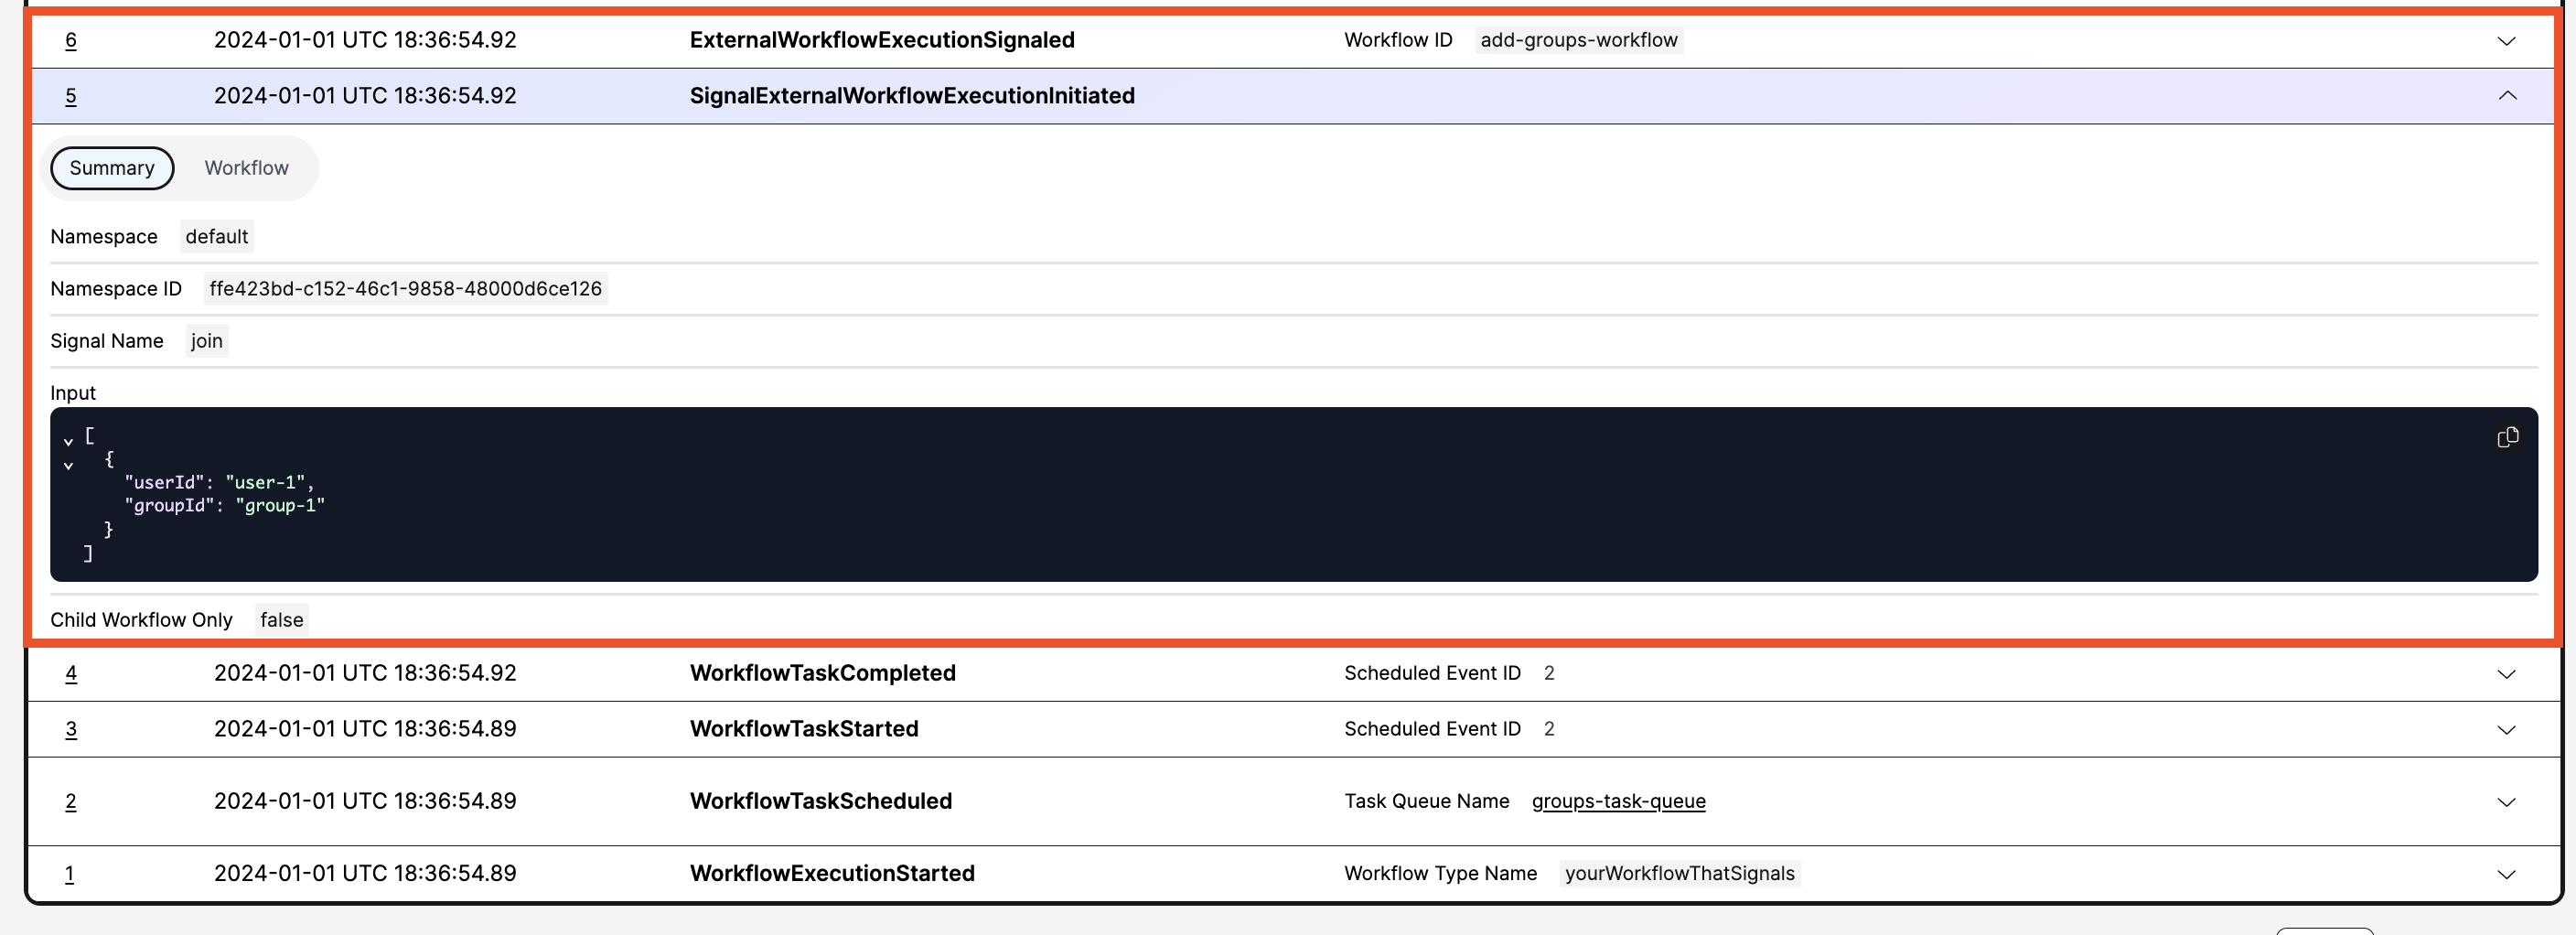 6 2024-01-01 UTC 18:36:54.92 ExternalWorkflowExecutionSignaled Workflow ID add-groups-workflow
5 2024-01-01 UTC 18:36:54.92 SignalExternalWorkflowExecutionInitiated
Summary Workflow
Namespace default
Namespace ID ffe423bd-c152-46c1-9858-48000d6ce126
Signal Name join
Input
[
{
"userId": "user-1",
"groupId": "group-1"
}
]
Child Workflow Only false
4 2024-01-01 UTC 18:36:54.92 WorkflowTaskCompleted Scheduled Event ID 2
3 2024-01-01 UTC 18:36:54.89 WorkflowTaskStarted Scheduled Event ID 2
2 2024-01-01 UTC 18:36:54.89 WorkflowTaskScheduled Task Queue Name groups-task-queue
1 2024-01-01 UTC 18:36:54.89 WorkflowExecutionStarted Workflow Type Name yourWorkflowThatSignals